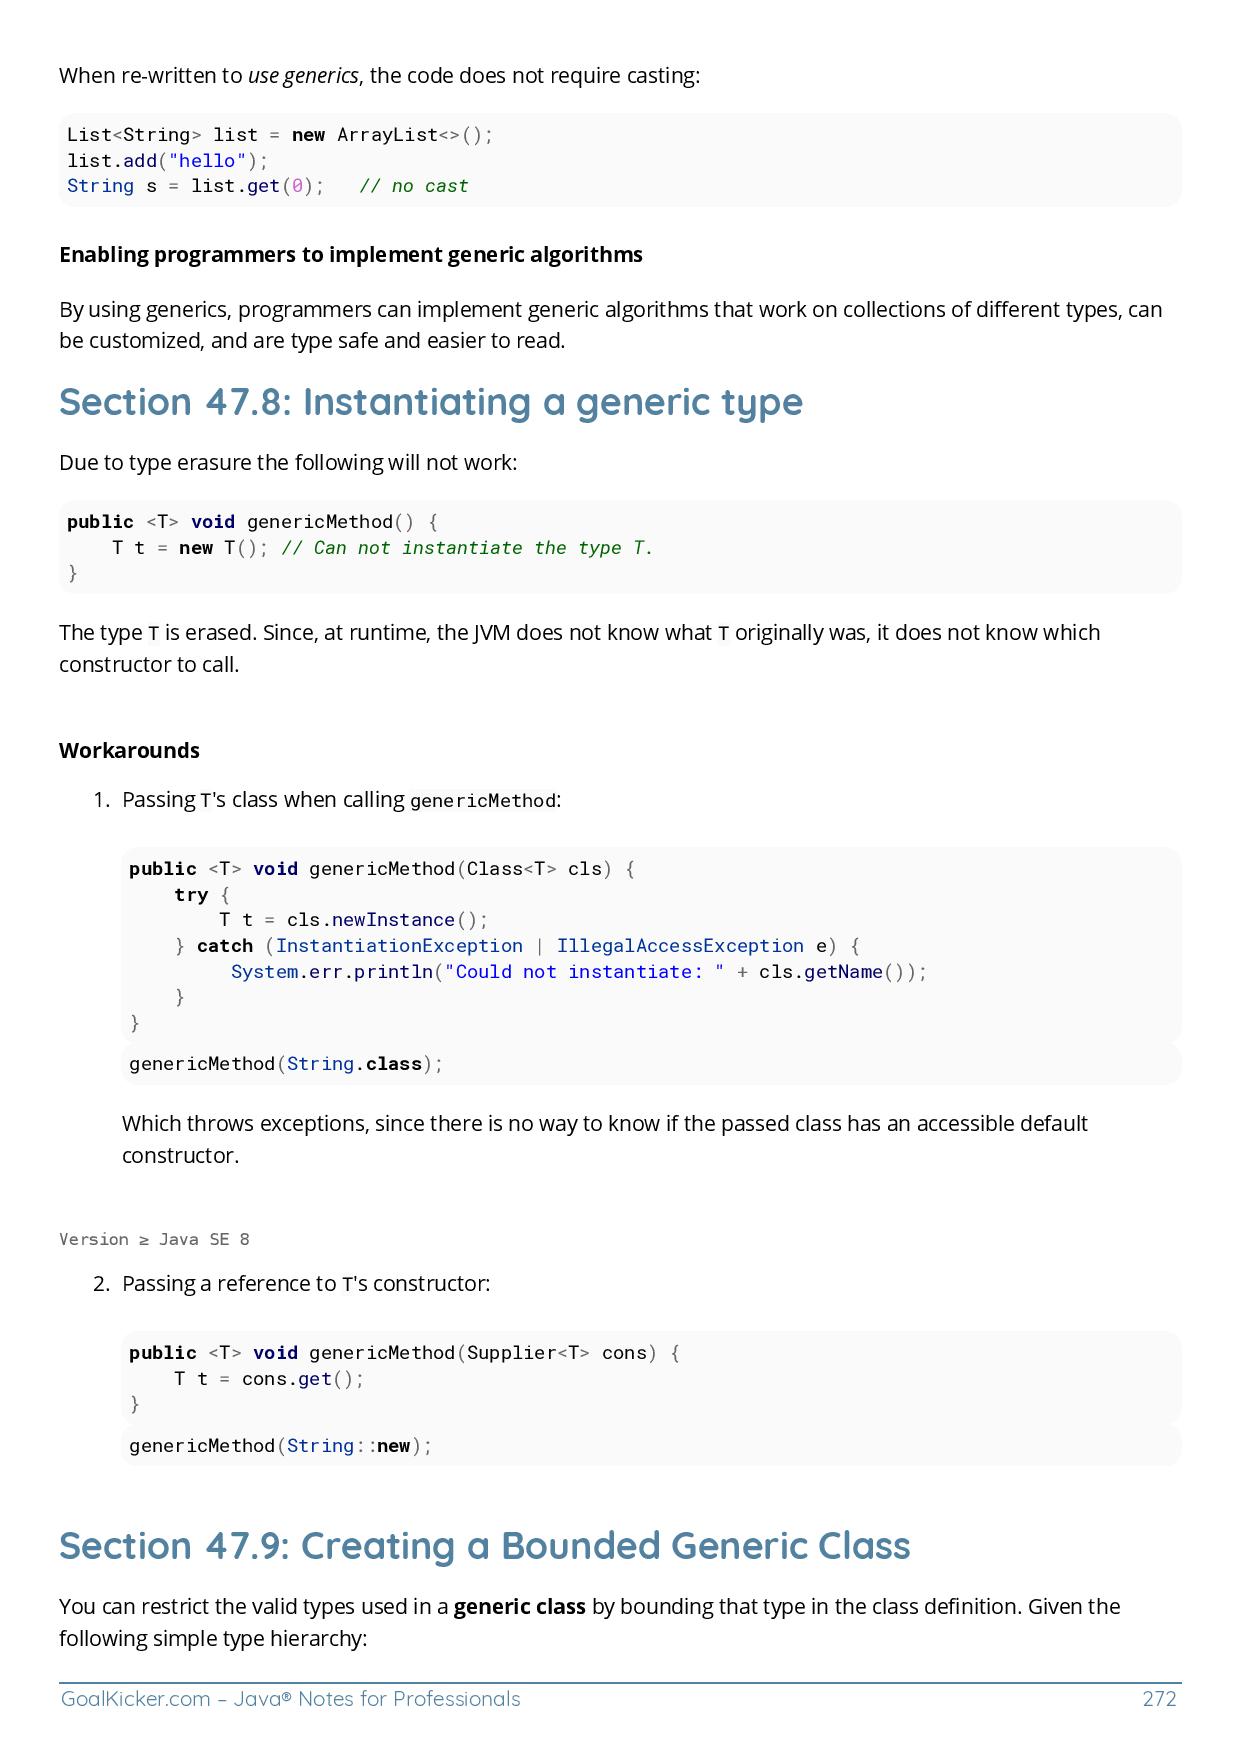 When re-written to use generics, the code does not require casting:
List<String> list = new ArrayList<>();
list.add("hello");
String s = list.get(0);   // no cast
Enabling programmers to implement generic algorithms
By using generics, programmers can implement generic algorithms that work on collections of different types, can
be customized, and are type safe and easier to read.
Section 47.8: Instantiating a generic type
Due to type erasure the following will not work:
public <T> void genericMethod() {
    T t = new T(); // Can not instantiate the type T.
}
The type T is erased. Since, at runtime, the JVM does not know what T originally was, it does not know which
constructor to call.
Workarounds
1. Passing T's class when calling genericMethod:
public <T> void genericMethod(Class<T> cls) {
    try {
        T t = cls.newInstance();
    } catch (InstantiationException | IllegalAccessException e) {
         System.err.println("Could not instantiate: " + cls.getName());
    }
}
genericMethod(String.class);
Which throws exceptions, since there is no way to know if the passed class has an accessible default
constructor.
Version ≥ Java SE 8
2. Passing a reference to T's constructor:
public <T> void genericMethod(Supplier<T> cons) {
    T t = cons.get();
}
genericMethod(String::new);
Section 47.9: Creating a Bounded Generic Class
You can restrict the valid types used in a generic class by bounding that type in the class definition. Given the
following simple type hierarchy:
GoalKicker.com – Java® Notes for Professionals 272